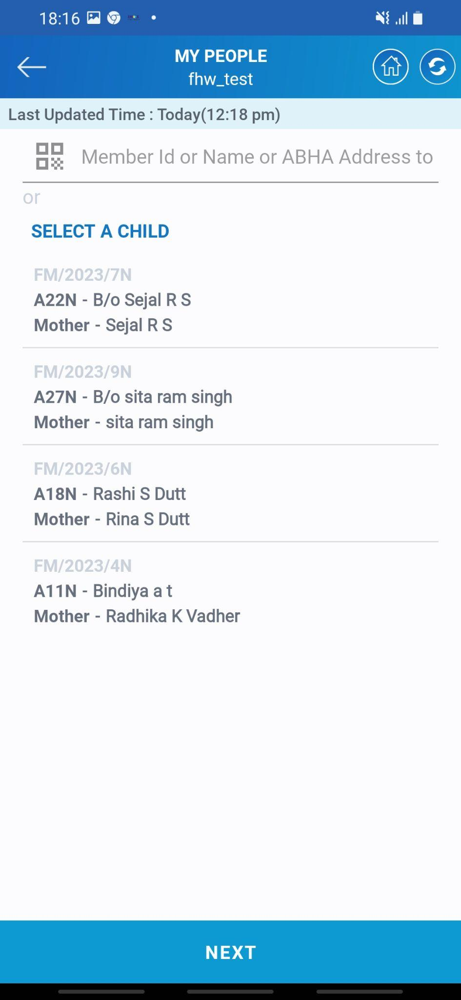 18:16
MY PEOPLE
fhw_test
Last Updated Time : Today(12:18 pm)
Member Id or Name or ABHA Address to
or
SELECT A CHILD
FM/2023/7N
A22N - B/o Sejal R S
Mother - Sejal R S
FM/2023/9N
A27N - B/o sita ram singh
Mother - sita ram singh
FM/2023/6N
A18N - Rashi S Dutt
Mother - Rina S Dutt
FM/2023/4N
A11N - Bindiya a t
Mother - Radhika K Vadher
NEXT